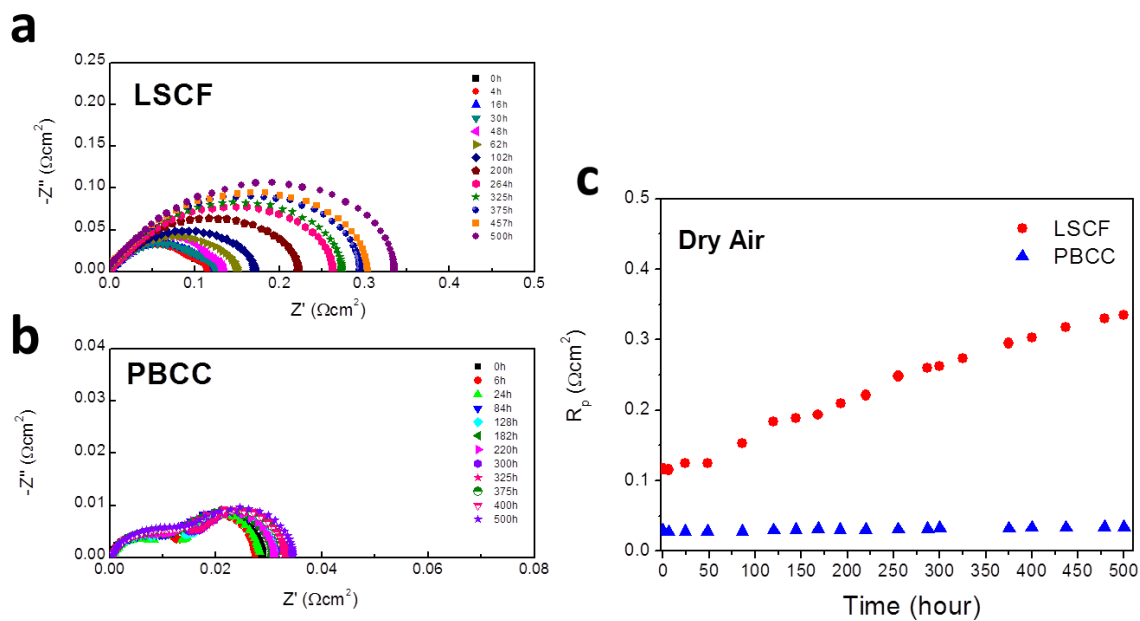 a
0.25
0.20
0.15
0.10
0.05
0.00
-Z'' (Ωcm²)
LSCF
0h
4h
16h
30h
48h
62h
102h
200h
264h
325h
375h
457h
500h
0.0 0.1 0.2 0.3 0.4 0.5
Z' (Ωcm²)
b
0.04
0.03
0.02
0.01
0.00
-Z'' (Ωcm²)
PBCC
0h
6h
24h
84h
128h
182h
220h
300h
325h
375h
400h
500h
0.00 0.02 0.04 0.06 0.08
Z' (Ωcm²)
c
0.5
0.4
0.3
0.2
0.1
0.0
Rp (Ωcm²)
Dry Air
LSCF
PBCC
0 50 100 150 200 250 300 350 400 450 500
Time (hour)